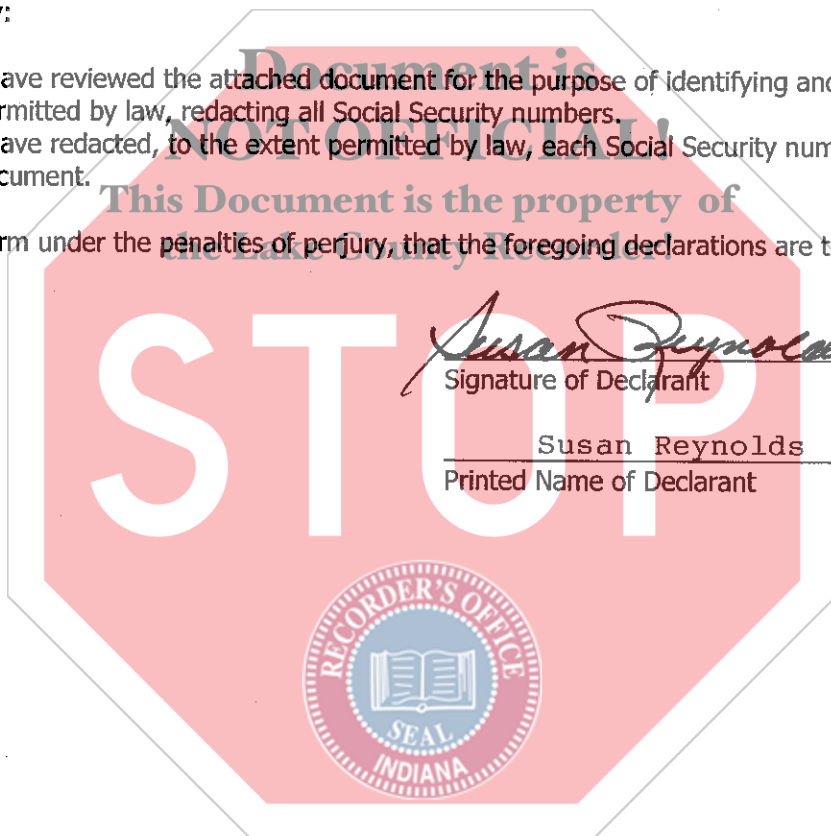 Document is
ave reviewed the attached document for the purpose of identifying and
rmitted by law, redacting all Social Security numbers.
NOT OFFICIAL!
ave redacted, to the extent permitted by law, each Social Security num
cument.
This Document is the property of
rm under the penalties of perjury, that the foregoing declarations are t
the Lake County Recorder!
STOP
Susan Reynolds
Signature of Declarant
Susan Reynolds
Printed Name of Declarant
RECORDER'S OFFICE
SEAL
INDIANA